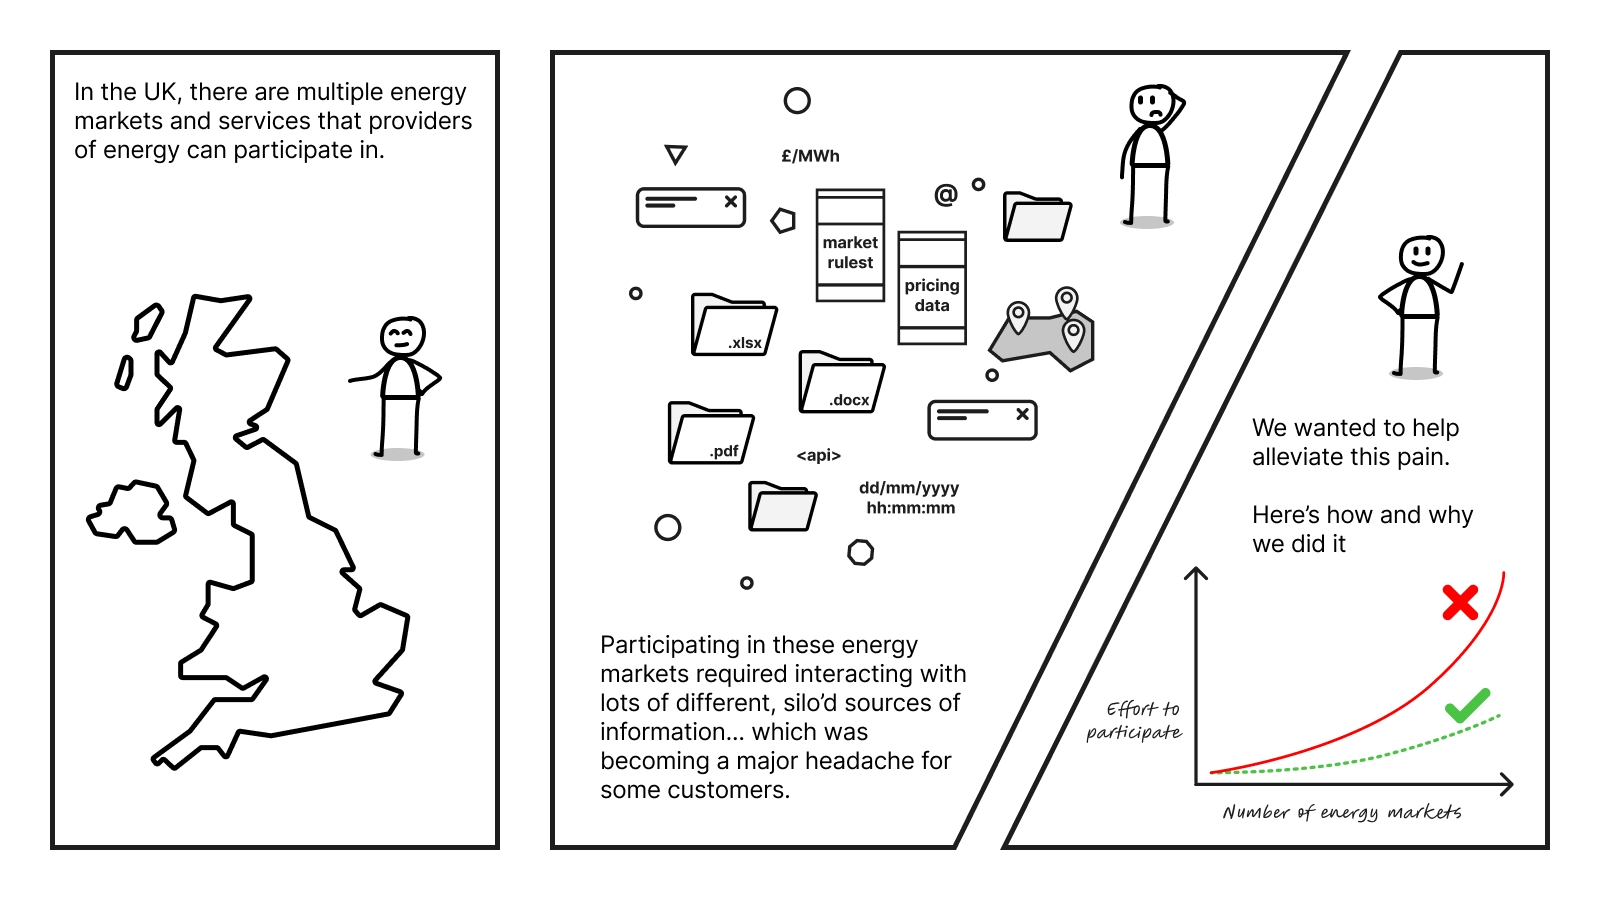 In the UK, there are multiple energy
markets and services that providers
of energy can participate in.
£/MWh
@
market
rulest
pricing
data
.xlsx
.docx
.pdf
<api>
dd/mm/yyyy
hh:mm:mm
Participating in these energy
markets required interacting with
lots of different, silo’d sources of
information... which was
becoming a major headache for
some customers.
We wanted to help
alleviate this pain.
Here’s how and why
we did it
Effort to
participate
Number of energy markets